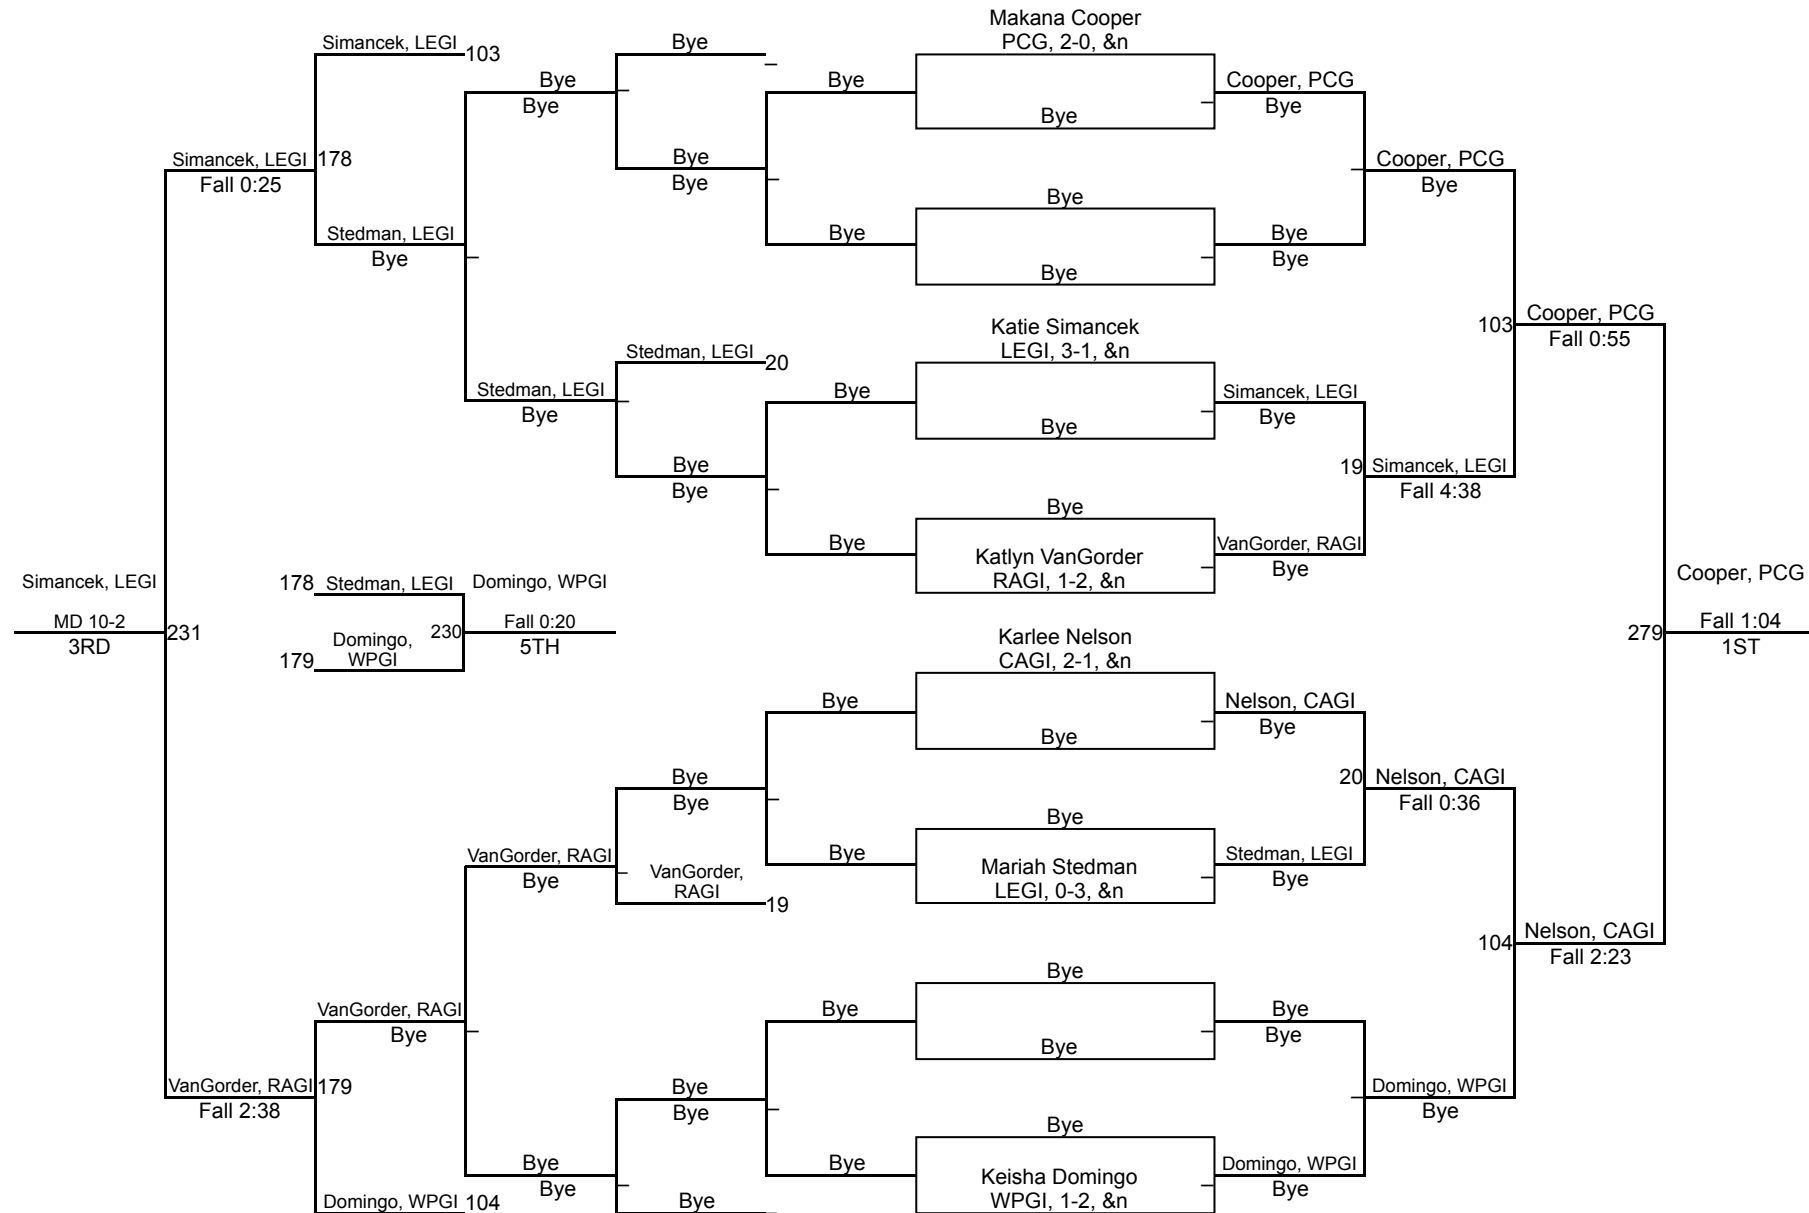 Makana Cooper
PCG, 2-0, &n
Simancek, LEGI
103
Bye
Bye
Bye
Bye
Cooper, PCG
Bye
Bye
Bye
Simancek, LEGI
178
Fall 0:25
Bye
Bye
Cooper, PCG
Bye
Bye
Stedman, LEGI
Bye
Bye
Bye
Bye
Bye
Katie Simancek
LEGI, 3-1, &n
103
Cooper, PCG
Fall 0:55
Stedman, LEGI
20
Stedman, LEGI
Bye
Bye
Simancek, LEGI
Bye
Bye
Bye
Bye
19
Simancek, LEGI
Fall 4:38
Bye
Bye
Katlyn VanGorder
RAGI, 1-2, &n
VanGorder, RAGI
Bye
Simancek, LEGI
MD 10-2
3RD
231
178
Stedman, LEGI
Domingo,
WPGI
179
230
Domingo, WPGI
Fall 0:20
5TH
Cooper, PCG
279
Fall 1:04
1ST
Karlee Nelson
CAGI, 2-1, &n
Bye
Nelson, CAGI
Bye
Bye
Bye
Bye
20
Nelson, CAGI
Fall 0:36
Bye
VanGorder, RAGI
Bye
VanGorder,
RAGI
19
Bye
Mariah Stedman
LEGI, 0-3, &n
Stedman, LEGI
Bye
104
Nelson, CAGI
Fall 2:23
Bye
VanGorder, RAGI
Bye
Bye
Bye
Bye
Bye
VanGorder, RAGI
179
Fall 2:38
Bye
Bye
Domingo, WPGI
Bye
Bye
Bye
Bye
Bye
Keisha Domingo
WPGI, 1-2, &n
Domingo, WPGI
Bye
Domingo, WPGI
104
Bye